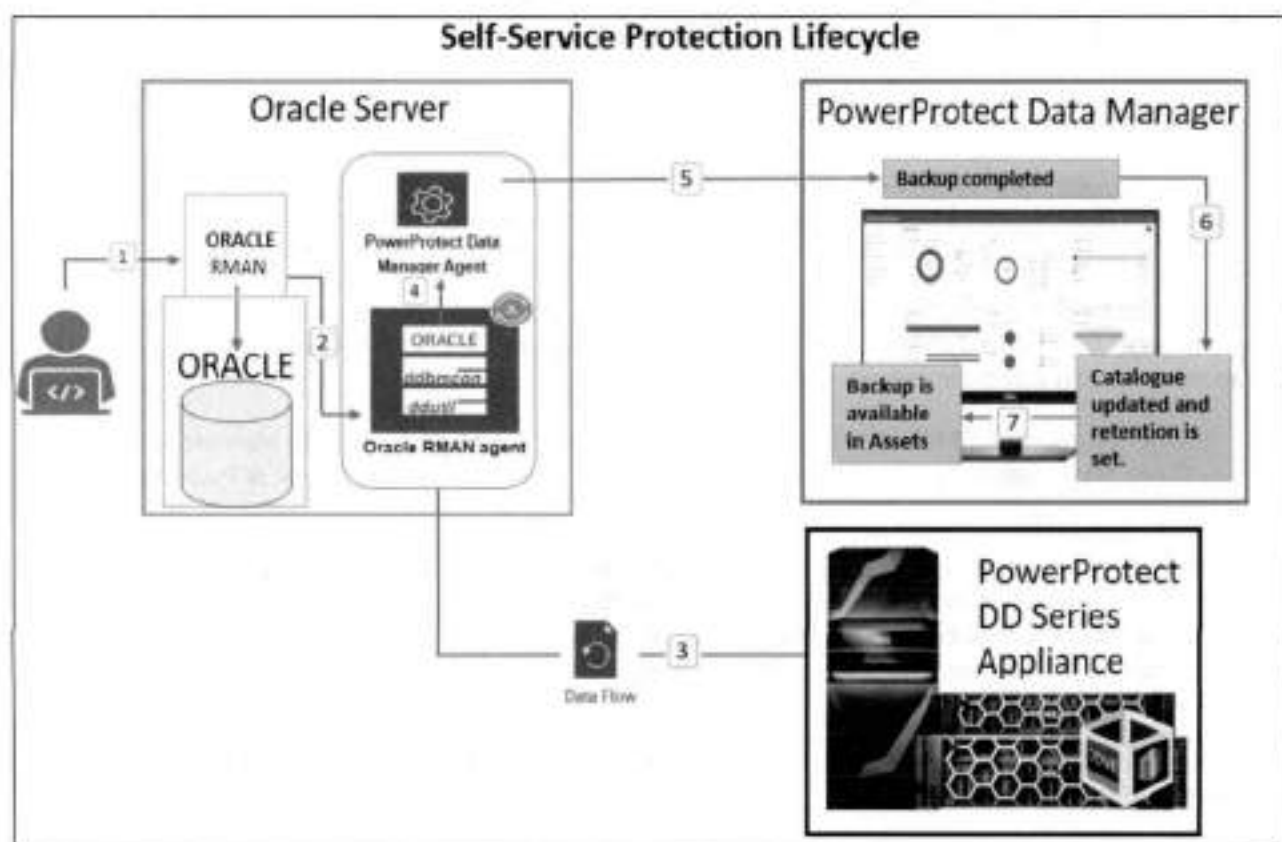 Self-Service Protection Lifecycle
Oracle Server
PowerProtect Data Manager
5
Backup completed
6
1
ORACLE
RMAN
PowerProtect Data
Manager Agent
4
2
ORACLE
ORACLE
ddbmcon
ddutil
Oracle RMAN agent
</>
Backup is
available
in Assets
7
Catalogue
updated and
retention is
set.
PowerProtect
DD Series
Appliance
3
Data Flow